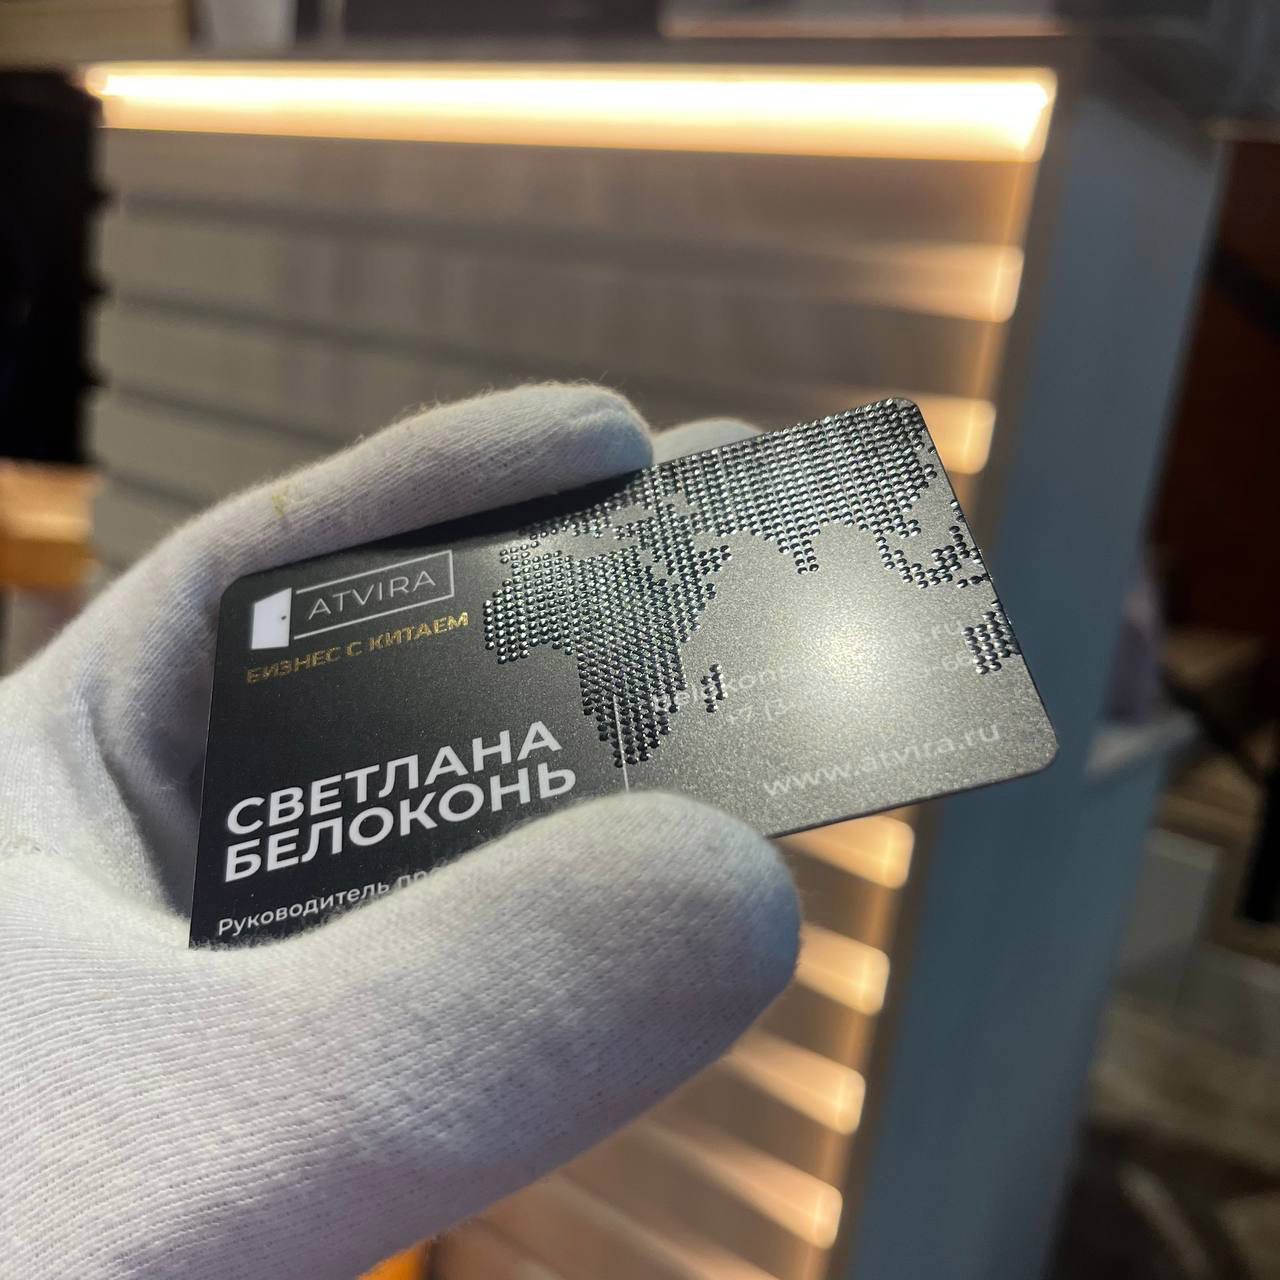 ATVIRA
БИЗНЕС С КИТАЕМ
СВЕТЛАНА
БЕЛОКОНЬ
Руководитель
www.atvira.ru